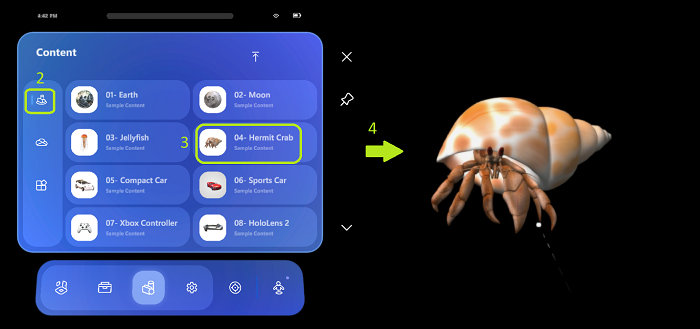 4:42 PM
Content
2
01- Earth
Sample Content
02- Moon
Sample Content
03- Jellyfish
Sample Content
3
04- Hermit Crab
Sample Content
4
05- Compact Car
Sample Content
06- Sports Car
Sample Content
07- Xbox Controller
Sample Content
08- HoloLens 2
Sample Content